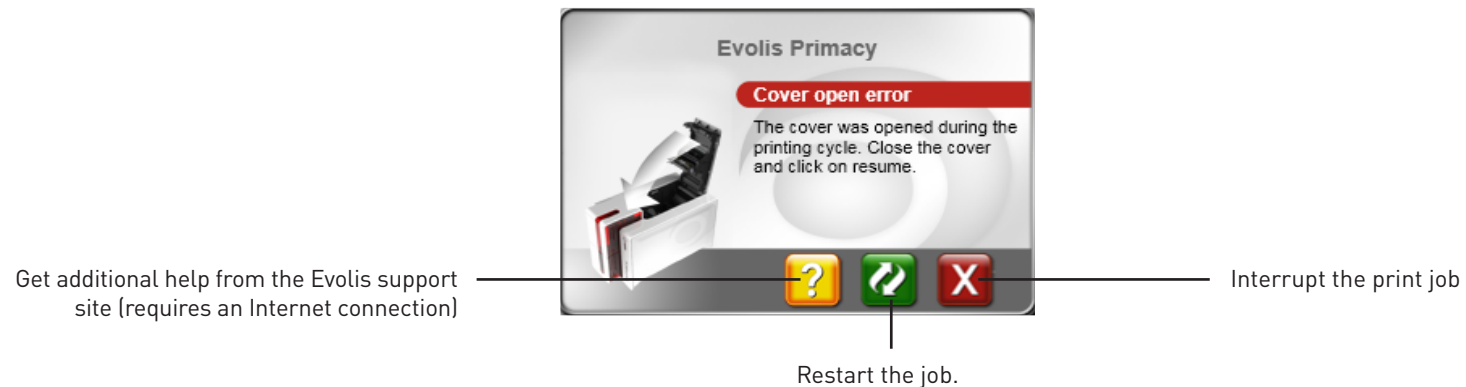 Evolis Primacy
Cover open error
The cover was opened during the
printing cycle. Close the cover
and click on resume.
?
X
Get additional help from the Evolis support
site (requires an Internet connection)
Interrupt the print job
Restart the job.